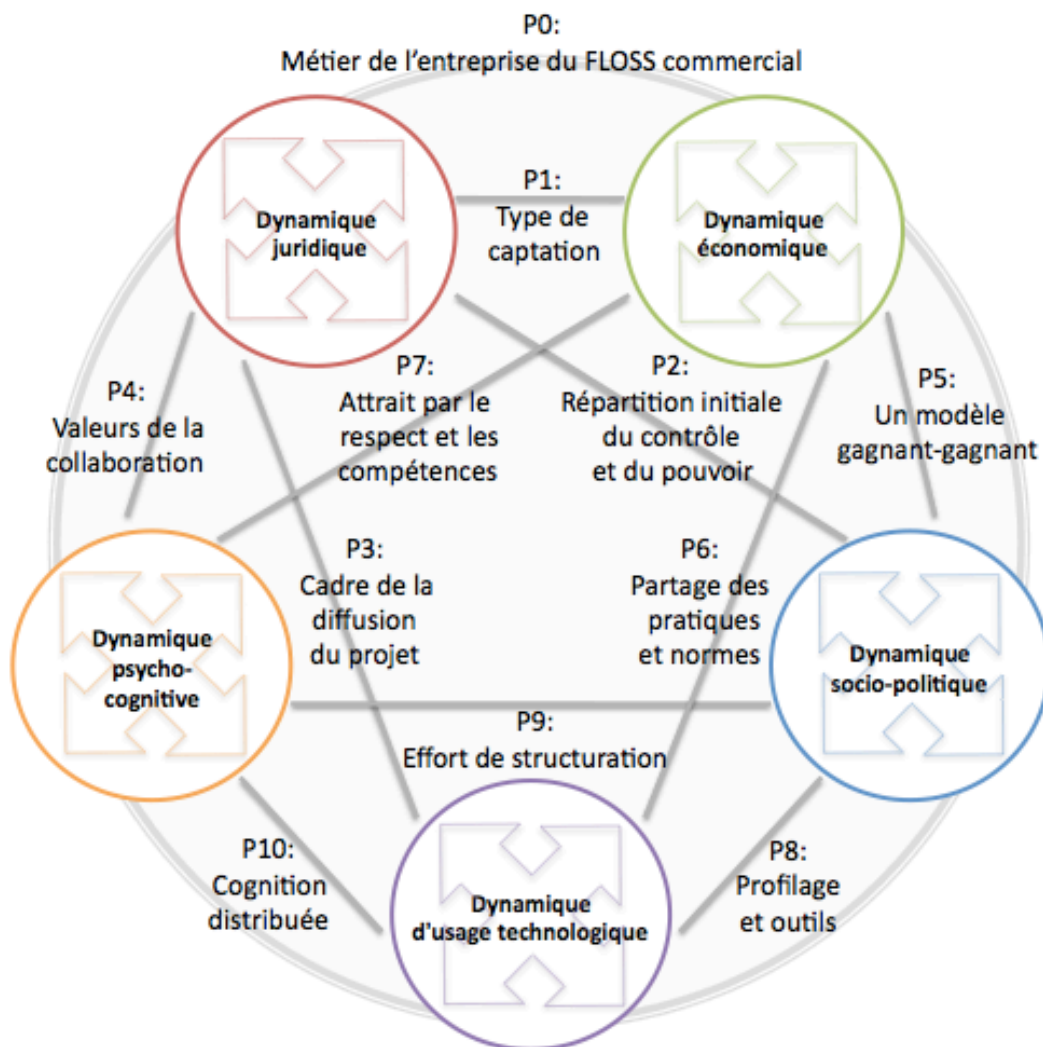 P0:
Métier de l'entreprise du FLOSS commercial
Dynamique
juridique
P1:
Type de
captation
Dynamique
économique
P4:
Valeurs de la
collaboration
P7:
Attrait par le
respect et les
compétences
P2:
Répartition initiale
du contrôle
et du pouvoir
P5:
Un modèle
gagnant-gagnant
P3:
Cadre de la
diffusion
du projet
P6:
Partage des
pratiques
et normes
Dynamique
psycho-
cognitive
Dynamique
socio-politique
P9:
Effort de structuration
P10:
Cognition
distribuée
Dynamique
d'usage technologique
P8:
Profilage
et outils